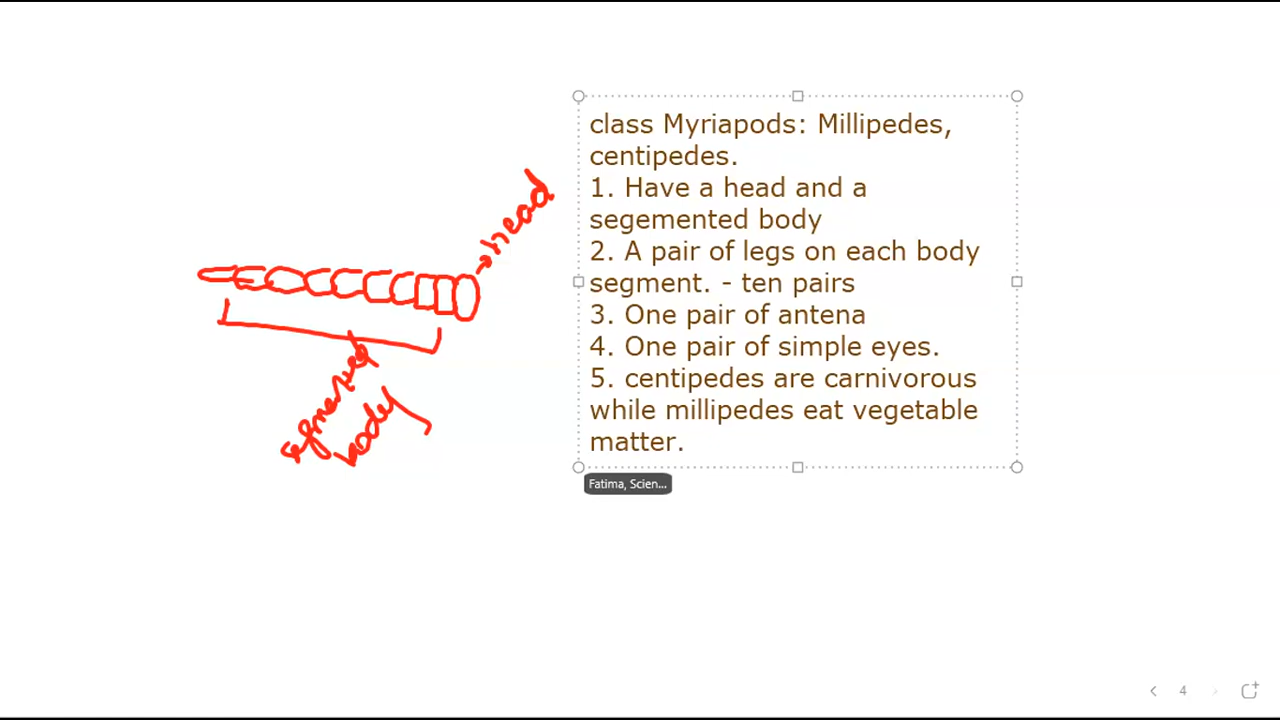 class Myriapods: Millipedes,
centipedes.
1. Have a head and a
segemented body
2. A pair of legs on each body
segment. - ten pairs
3. One pair of antena
4. One pair of simple eyes.
5. centipedes are carnivorous
while millipedes eat vegetable
matter.
head
body
Fatima, Scien...
4